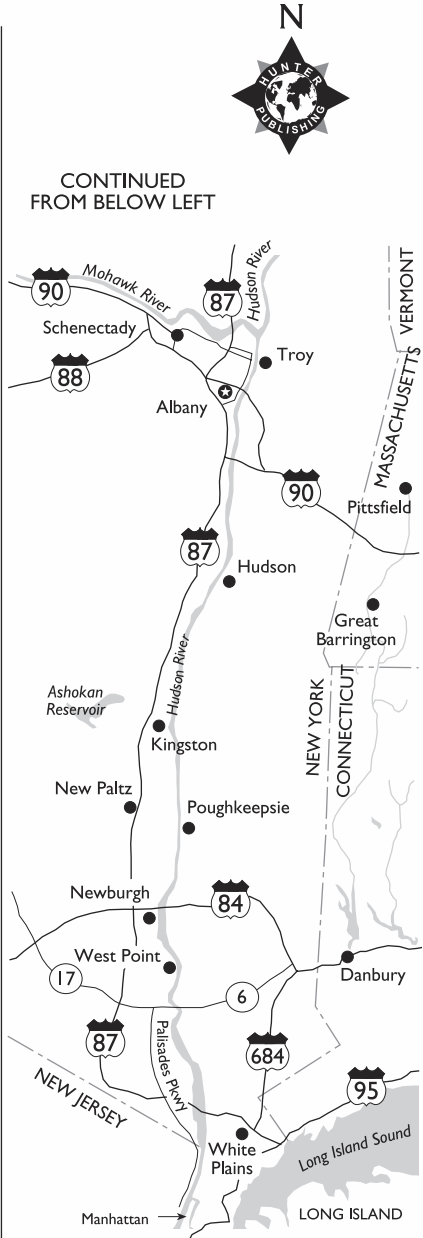 N
HUNTER
PUBLISHING
CONTINUED
FROM BELOW LEFT
90
Mohawk River
87
Hudson River
VERMONT
Schenectady
Troy
88
Albany
MASSACHUSETTS
90
Pittsfield
87
Hudson
Great
Barrington
Hudson River
Ashokan
Reservoir
NEW YORK
CONNECTICUT
Kingston
New Paltz
Poughkeepsie
Newburgh
84
West Point
17
6
Danbury
87
Palisades Pkwy
684
NEW JERSEY
95
White
Plains
Long Island Sound
Manhattan
LONG ISLAND